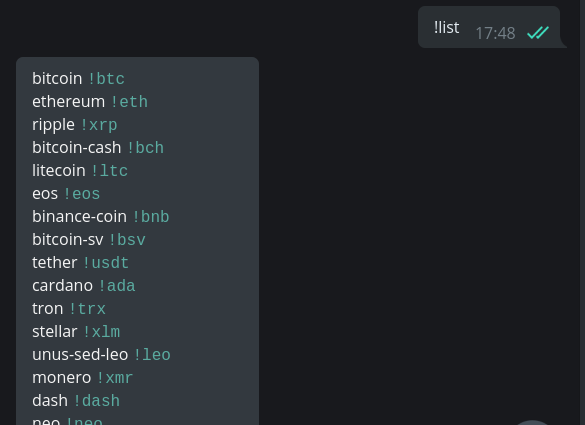 !list 17:48
bitcoin !btc
ethereum !eth
ripple !xrp
bitcoin-cash !bch
litecoin !ltc
eos !eos
binance-coin !bnb
bitcoin-sv !bsv
tether !usdt
cardano !ada
tron !trx
stellar !xlm
unus-sed-leo !leo
monero !xmr
dash !dash
neo !neo